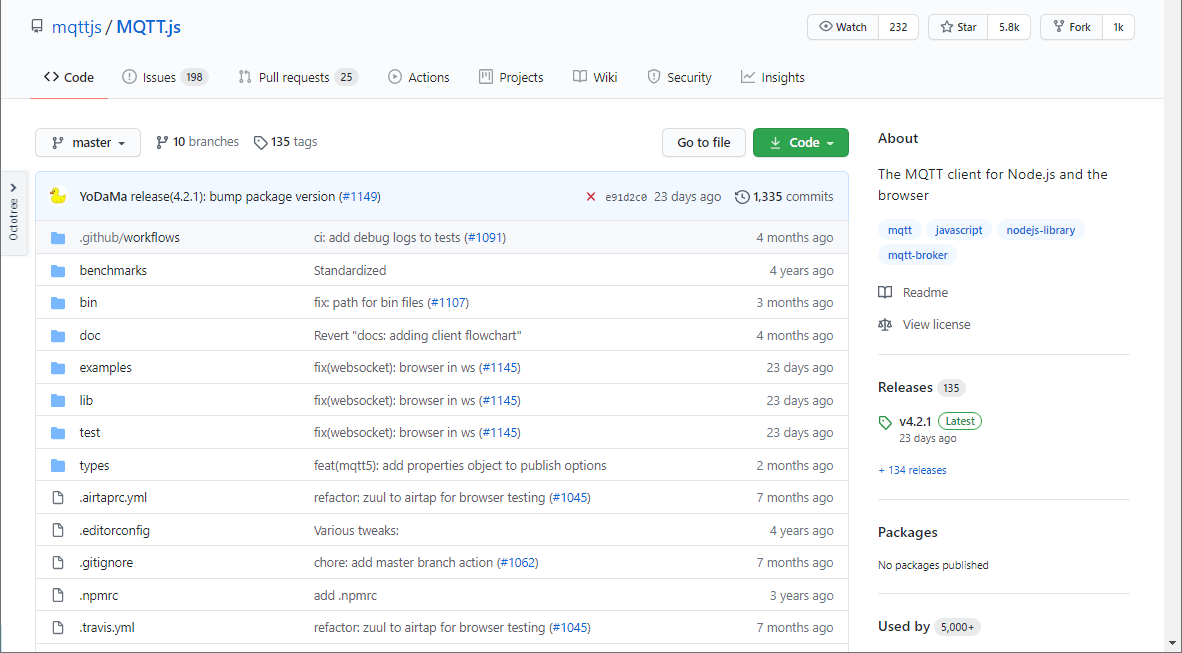 mqttjs / MQTT.js
Watch 232 Star 5.8k Fork 1k
Code Issues 198 Pull requests 25 Actions Projects Wiki Security Insights
master 10 branches 135 tags Go to file Code
Octotree
YoDaMa release(4.2.1): bump package version (#1149) e91d2c0 23 days ago 1,335 commits
.github/workflows ci: add debug logs to tests (#1091) 4 months ago
benchmarks Standardized 4 years ago
bin fix: path for bin files (#1107) 3 months ago
doc Revert "docs: adding client flowchart" 4 months ago
examples fix(websocket): browser in ws (#1145) 23 days ago
lib fix(websocket): browser in ws (#1145) 23 days ago
test fix(websocket): browser in ws (#1145) 23 days ago
types feat(mqtt5): add properties object to publish options 2 months ago
.airtaprc.yml refactor: zuul to airtap for browser testing (#1045) 7 months ago
.editorconfig Various tweaks: 4 years ago
.gitignore chore: add master branch action (#1062) 7 months ago
.npmrc add .npmrc 3 years ago
.travis.yml refactor: zuul to airtap for browser testing (#1045) 7 months ago
About
The MQTT client for Node.js and the
browser
mqtt javascript nodejs-library
mqtt-broker
Readme
View license
Releases 135
v4.2.1 Latest
23 days ago
+ 134 releases
Packages
No packages published
Used by 5,000+